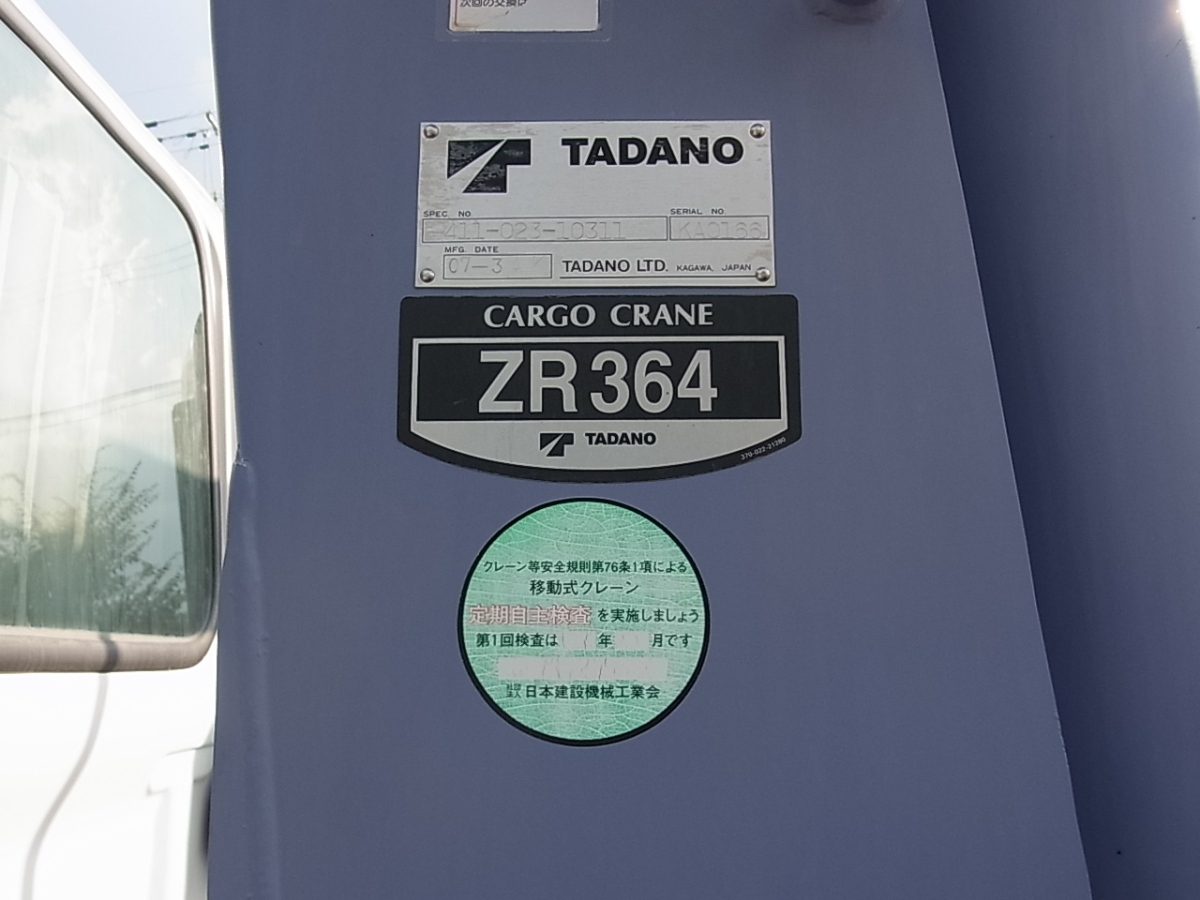 次回の交換は
TADANO
SPEC. NO.
SERIAL NO.
411-023-10311
KA0166
MFG. DATE
07-3
TADANO LTD. KAGAWA, JAPAN
CARGO CRANE
ZR364
TADANO
370-022-21280
クレーン等安全規則第76条1項による
移動式クレーン
定期自主検査 を実施しましょう
第1回検査は 年 月です
日本建設機械工業会